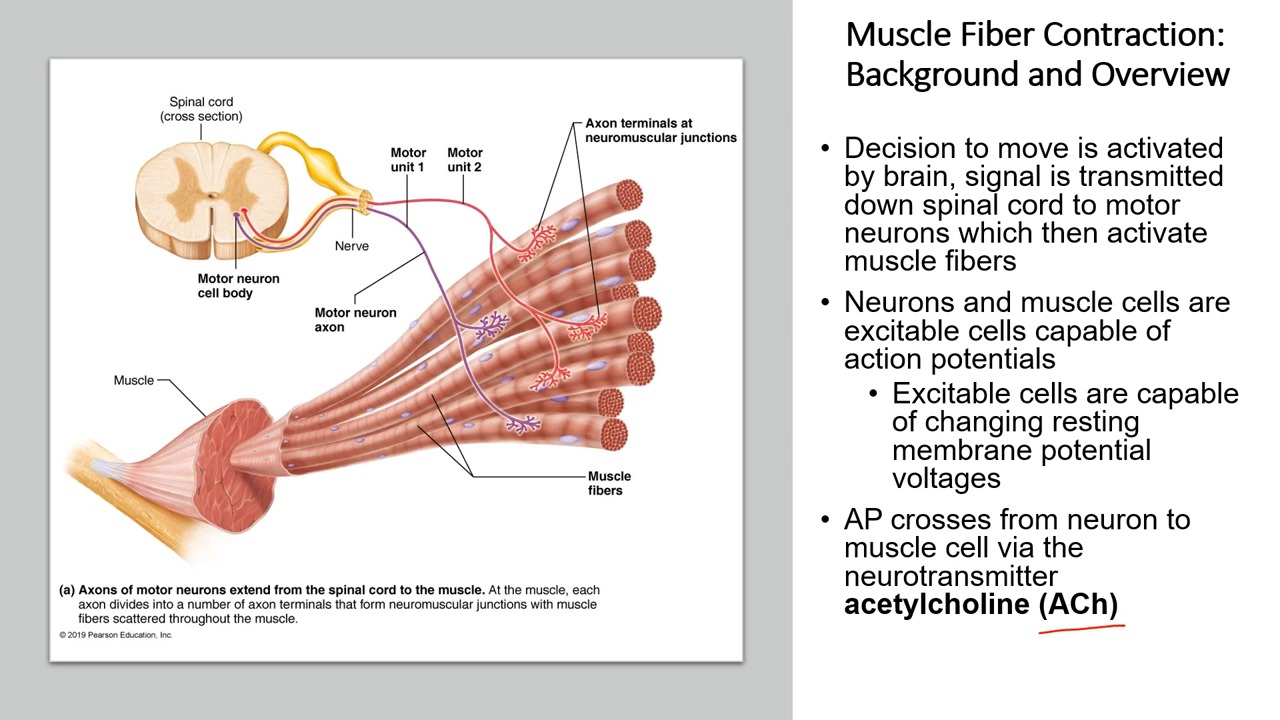 Spinal cord
(cross section)
Motor
unit 1
Motor
unit 2
Axon terminals at
neuromuscular junctions
Nerve
Motor neuron
cell body
Motor neuron
axon
Muscle
Muscle
fibers
(a) Axons of motor neurons extend from the spinal cord to the muscle. At the muscle, each
axon divides into a number of axon terminals that form neuromuscular junctions with muscle
fibers scattered throughout the muscle.
© 2019 Pearson Education, Inc.
Muscle Fiber Contraction:
Background and Overview
• Decision to move is activated
by brain, signal is transmitted
down spinal cord to motor
neurons which then activate
muscle fibers
• Neurons and muscle cells are
excitable cells capable of
action potentials
• Excitable cells are capable
of changing resting
membrane potential
voltages
• AP crosses from neuron to
muscle cell via the
neurotransmitter
acetylcholine (ACh)